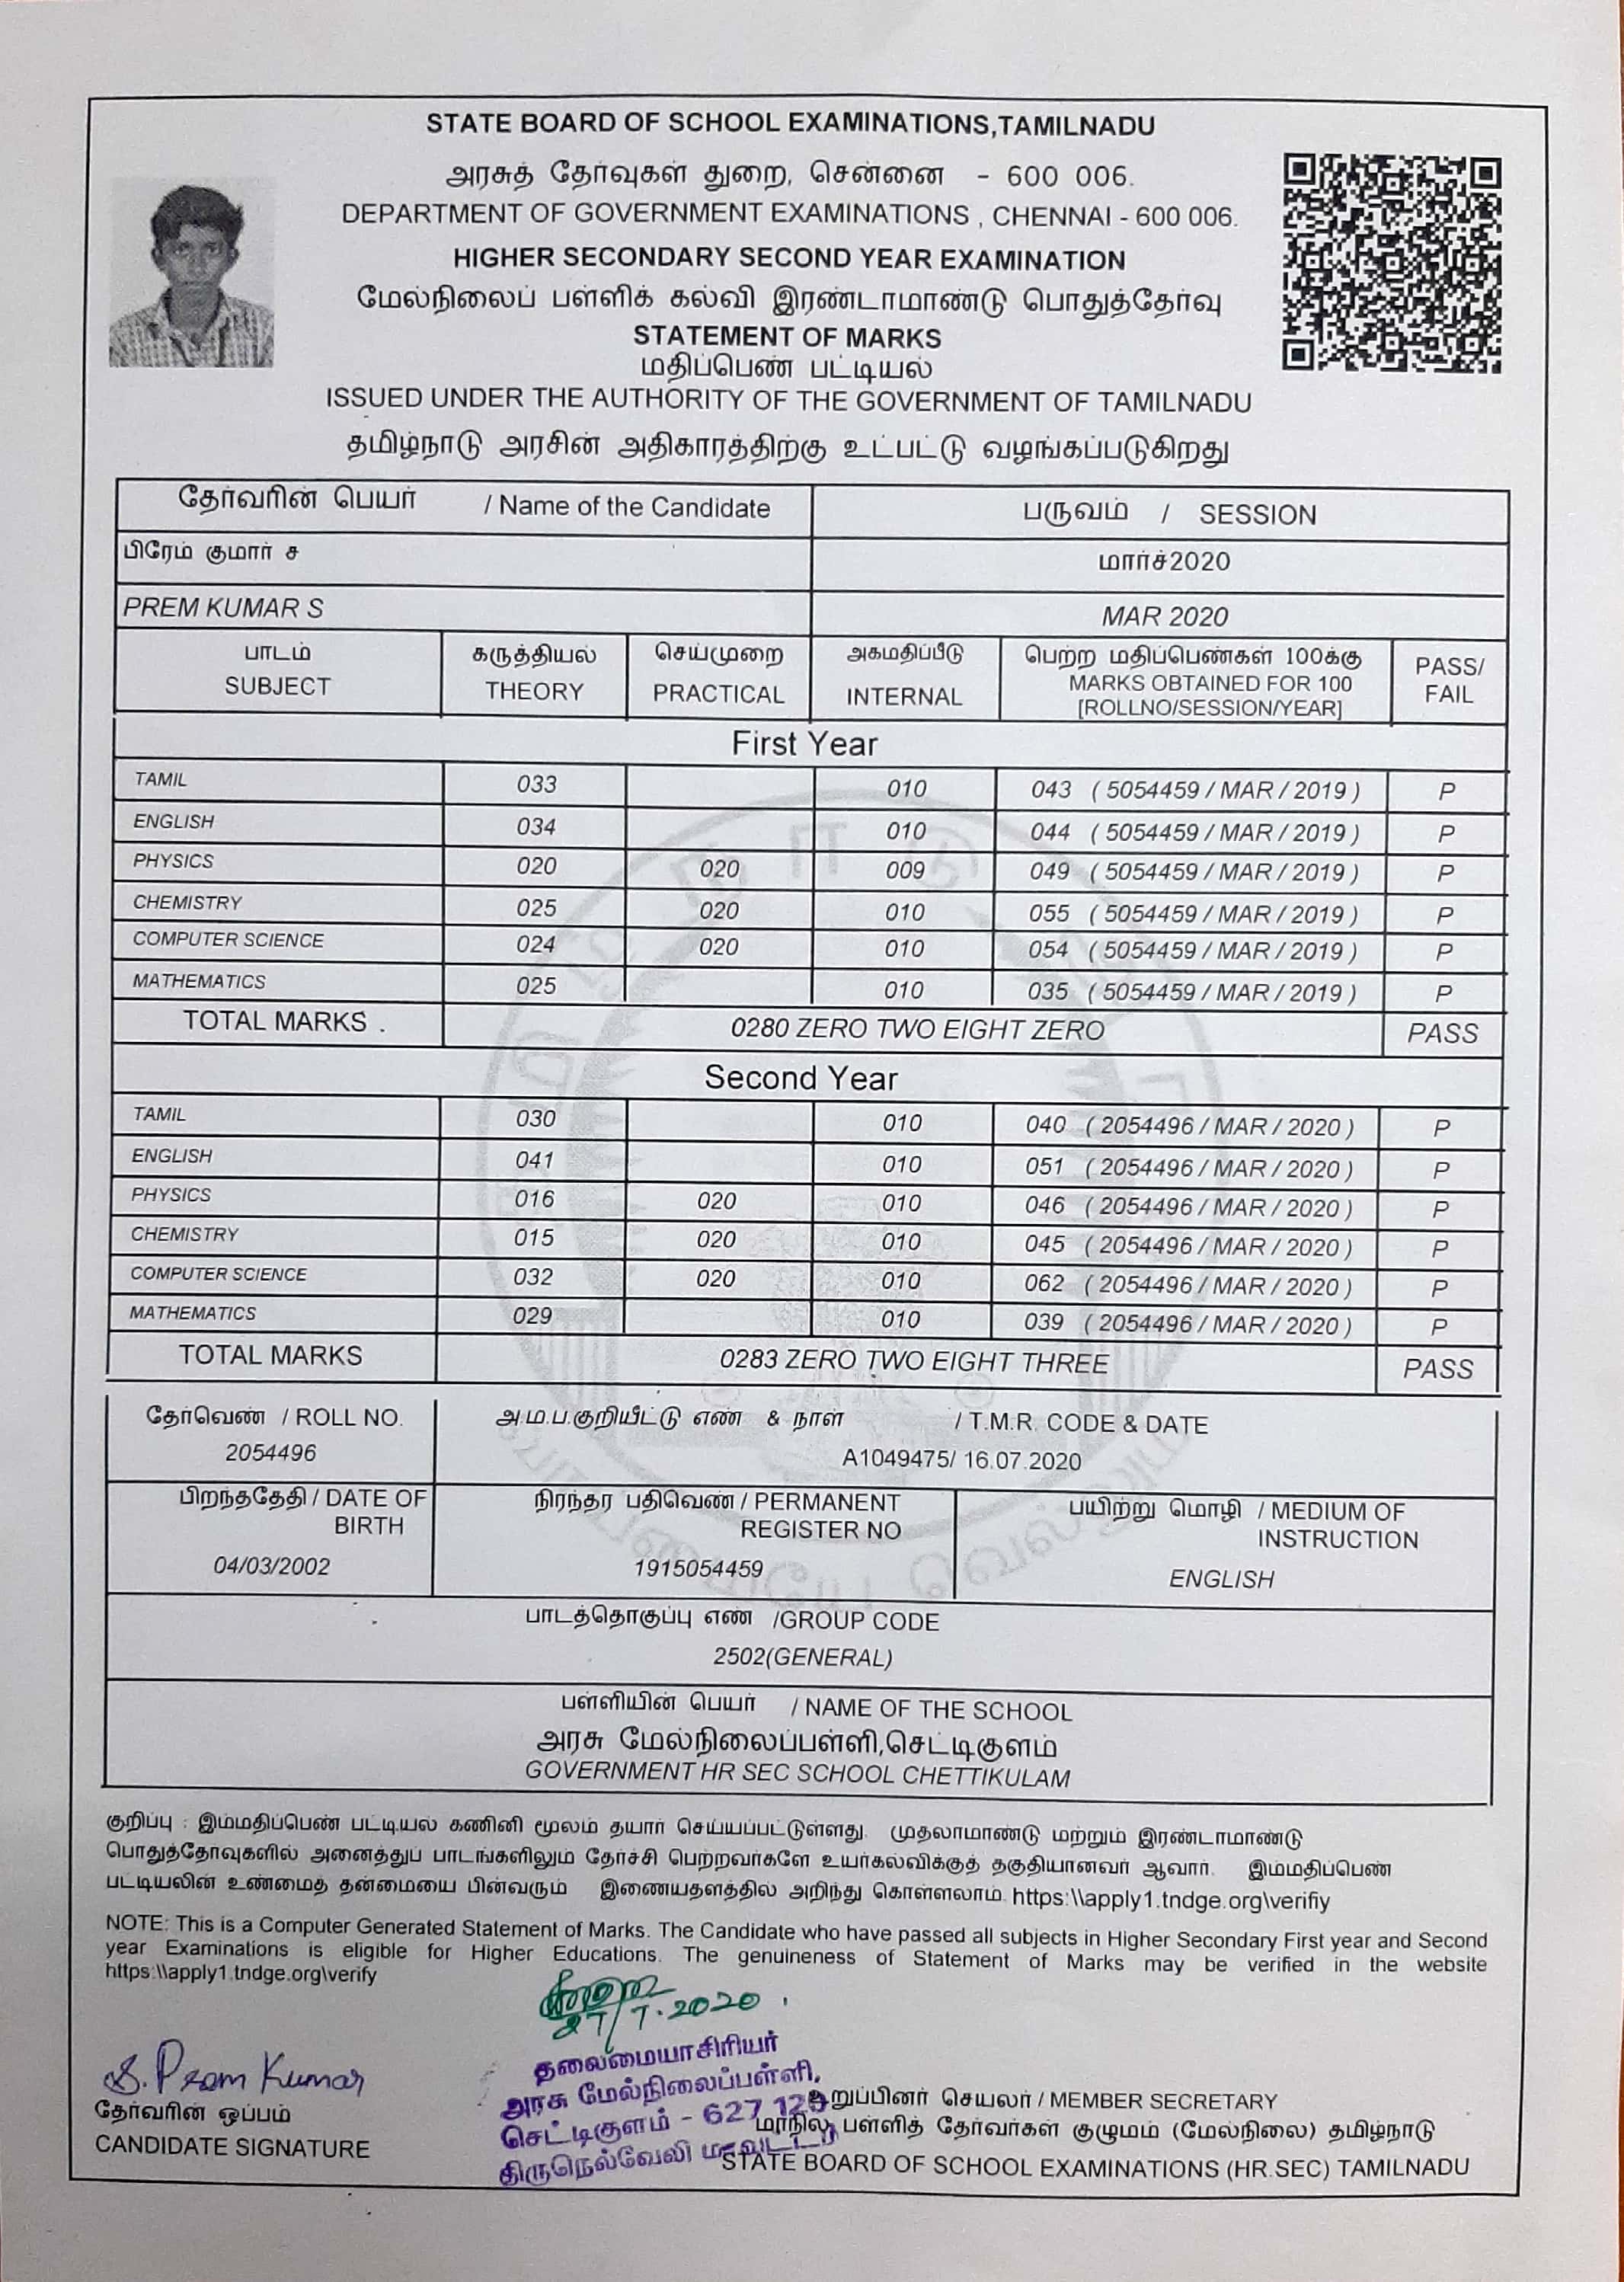 STATE BOARD OF SCHOOL EXAMINATIONS,TAMILNADU
அரசுத் தேர்வுகள் துறை, சென்னை - 600 006.
DEPARTMENT OF GOVERNMENT EXAMINATIONS , CHENNAI - 600 006.
HIGHER SECONDARY SECOND YEAR EXAMINATION
மேல்நிலைப் பள்ளிக் கல்வி இரண்டாமாண்டு பொதுத்தேர்வு
STATEMENT OF MARKS
மதிப்பெண் பட்டியல்
ISSUED UNDER THE AUTHORITY OF THE GOVERNMENT OF TAMILNADU
தமிழ்நாடு அரசின் அதிகாரத்திற்கு உட்பட்டு வழங்கப்படுகிறது
தேர்வரின் பெயர் / Name of the Candidate பருவம் / SESSION
பிரேம் குமார் ச மார்ச்2020
PREM KUMAR S MAR 2020
பாடம் கருத்தியல் செய்முறை அகமதிப்பீடு பெற்ற மதிப்பெண்கள் 100க்கு PASS/
SUBJECT THEORY PRACTICAL INTERNAL MARKS OBTAINED FOR 100 FAIL
[ROLLNO/SESSION/YEAR]
First Year
TAMIL 033 010 043 ( 5054459 / MAR / 2019 ) P
ENGLISH 034 010 044 ( 5054459 / MAR / 2019 ) P
PHYSICS 020 020 009 049 ( 5054459 / MAR / 2019 ) P
CHEMISTRY 025 020 010 055 ( 5054459 / MAR / 2019 ) P
COMPUTER SCIENCE 024 020 010 054 ( 5054459 / MAR / 2019 ) P
MATHEMATICS 025 010 035 ( 5054459 / MAR / 2019 ) P
TOTAL MARKS . 0280 ZERO TWO EIGHT ZERO PASS
Second Year
TAMIL 030 010 040 ( 2054496 / MAR / 2020 ) P
ENGLISH 041 010 051 ( 2054496 / MAR / 2020 ) P
PHYSICS 016 020 010 046 ( 2054496 / MAR / 2020 ) P
CHEMISTRY 015 020 010 045 ( 2054496 / MAR / 2020 ) P
COMPUTER SCIENCE 032 020 010 062 ( 2054496 / MAR / 2020 ) P
MATHEMATICS 029 010 039 ( 2054496 / MAR / 2020 ) P
TOTAL MARKS 0283 ZERO TWO EIGHT THREE PASS
தேர்வெண் / ROLL NO. அ.ம.ப.குறியீட்டு எண் & நாள் / T.M.R. CODE & DATE
2054496 A1049475/ 16.07.2020
பிறந்ததேதி / DATE OF BIRTH நிரந்தர பதிவெண் / PERMANENT REGISTER NO பயிற்று மொழி / MEDIUM OF INSTRUCTION
04/03/2002 1915054459 ENGLISH
பாடத்தொகுப்பு எண் /GROUP CODE
2502(GENERAL)
பள்ளியின் பெயர் / NAME OF THE SCHOOL
அரசு மேல்நிலைப்பள்ளி,செட்டிகுளம்
GOVERNMENT HR SEC SCHOOL CHETTIKULAM
குறிப்பு : இம்மதிப்பெண் பட்டியல் கணினி மூலம் தயார் செய்யப்பட்டுள்ளது. முதலாமாண்டு மற்றும் இரண்டாமாண்டு
பொதுத்தேர்வுகளில் அனைத்துப் பாடங்களிலும் தேர்ச்சி பெற்றவர்களே உயர்கல்விக்குத் தகுதியானவர் ஆவார். இம்மதிப்பெண்
பட்டியலின் உண்மைத் தன்மையை பின்வரும் இணையதளத்தில் அறிந்து கொள்ளலாம். https:\\apply1.tndge.org\verifiy
NOTE: This is a Computer Generated Statement of Marks. The Candidate who have passed all subjects in Higher Secondary First year and Second
year Examinations is eligible for Higher Educations. The genuineness of Statement of Marks may be verified in the website
https:\\apply1.tndge.org\verify
27/7.2020
தலைமையாசிரியர்
அரசு மேல்நிலைப்பள்ளி,
செட்டிகுளம் - 627 120
திருநெல்வேலி மாவட்டம்
S. Prem Kumar
தேர்வரின் ஒப்பம்
CANDIDATE SIGNATURE
உறுப்பினர் செயலர் / MEMBER SECRETARY
மாநில பள்ளித் தேர்வர்கள் குழுமம் (மேல்நிலை) தமிழ்நாடு
STATE BOARD OF SCHOOL EXAMINATIONS (HR.SEC) TAMILNADU